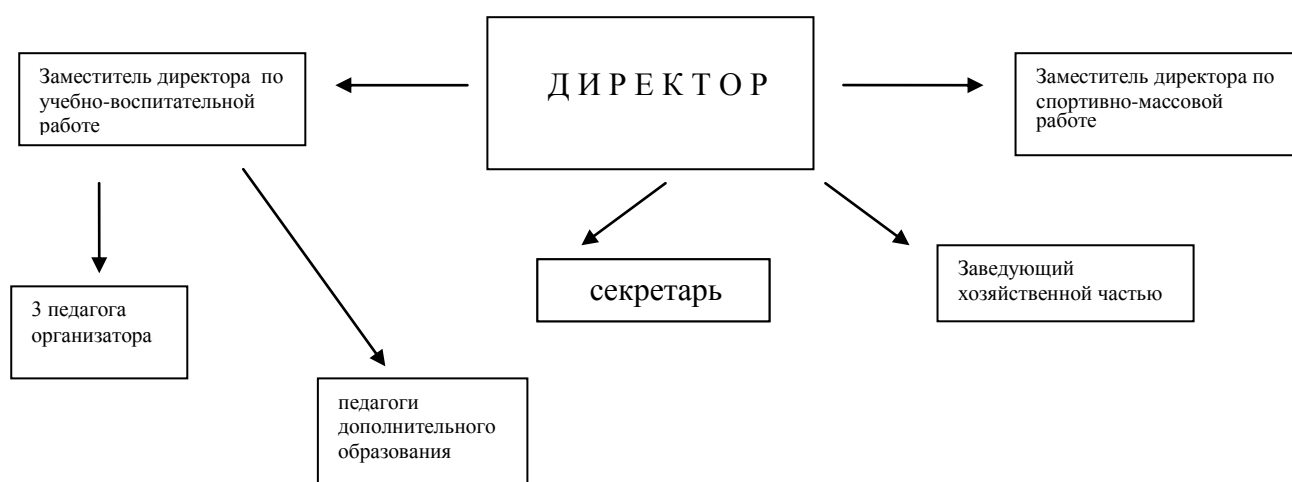 Заместитель директора по
учебно-воспитательной
работе
Д И Р Е К Т О Р
Заместитель директора по
спортивно-массовой
работе
3 педагога
организатора
секретарь
Заведующий
хозяйственной частью
педагоги
дополнительного
образования